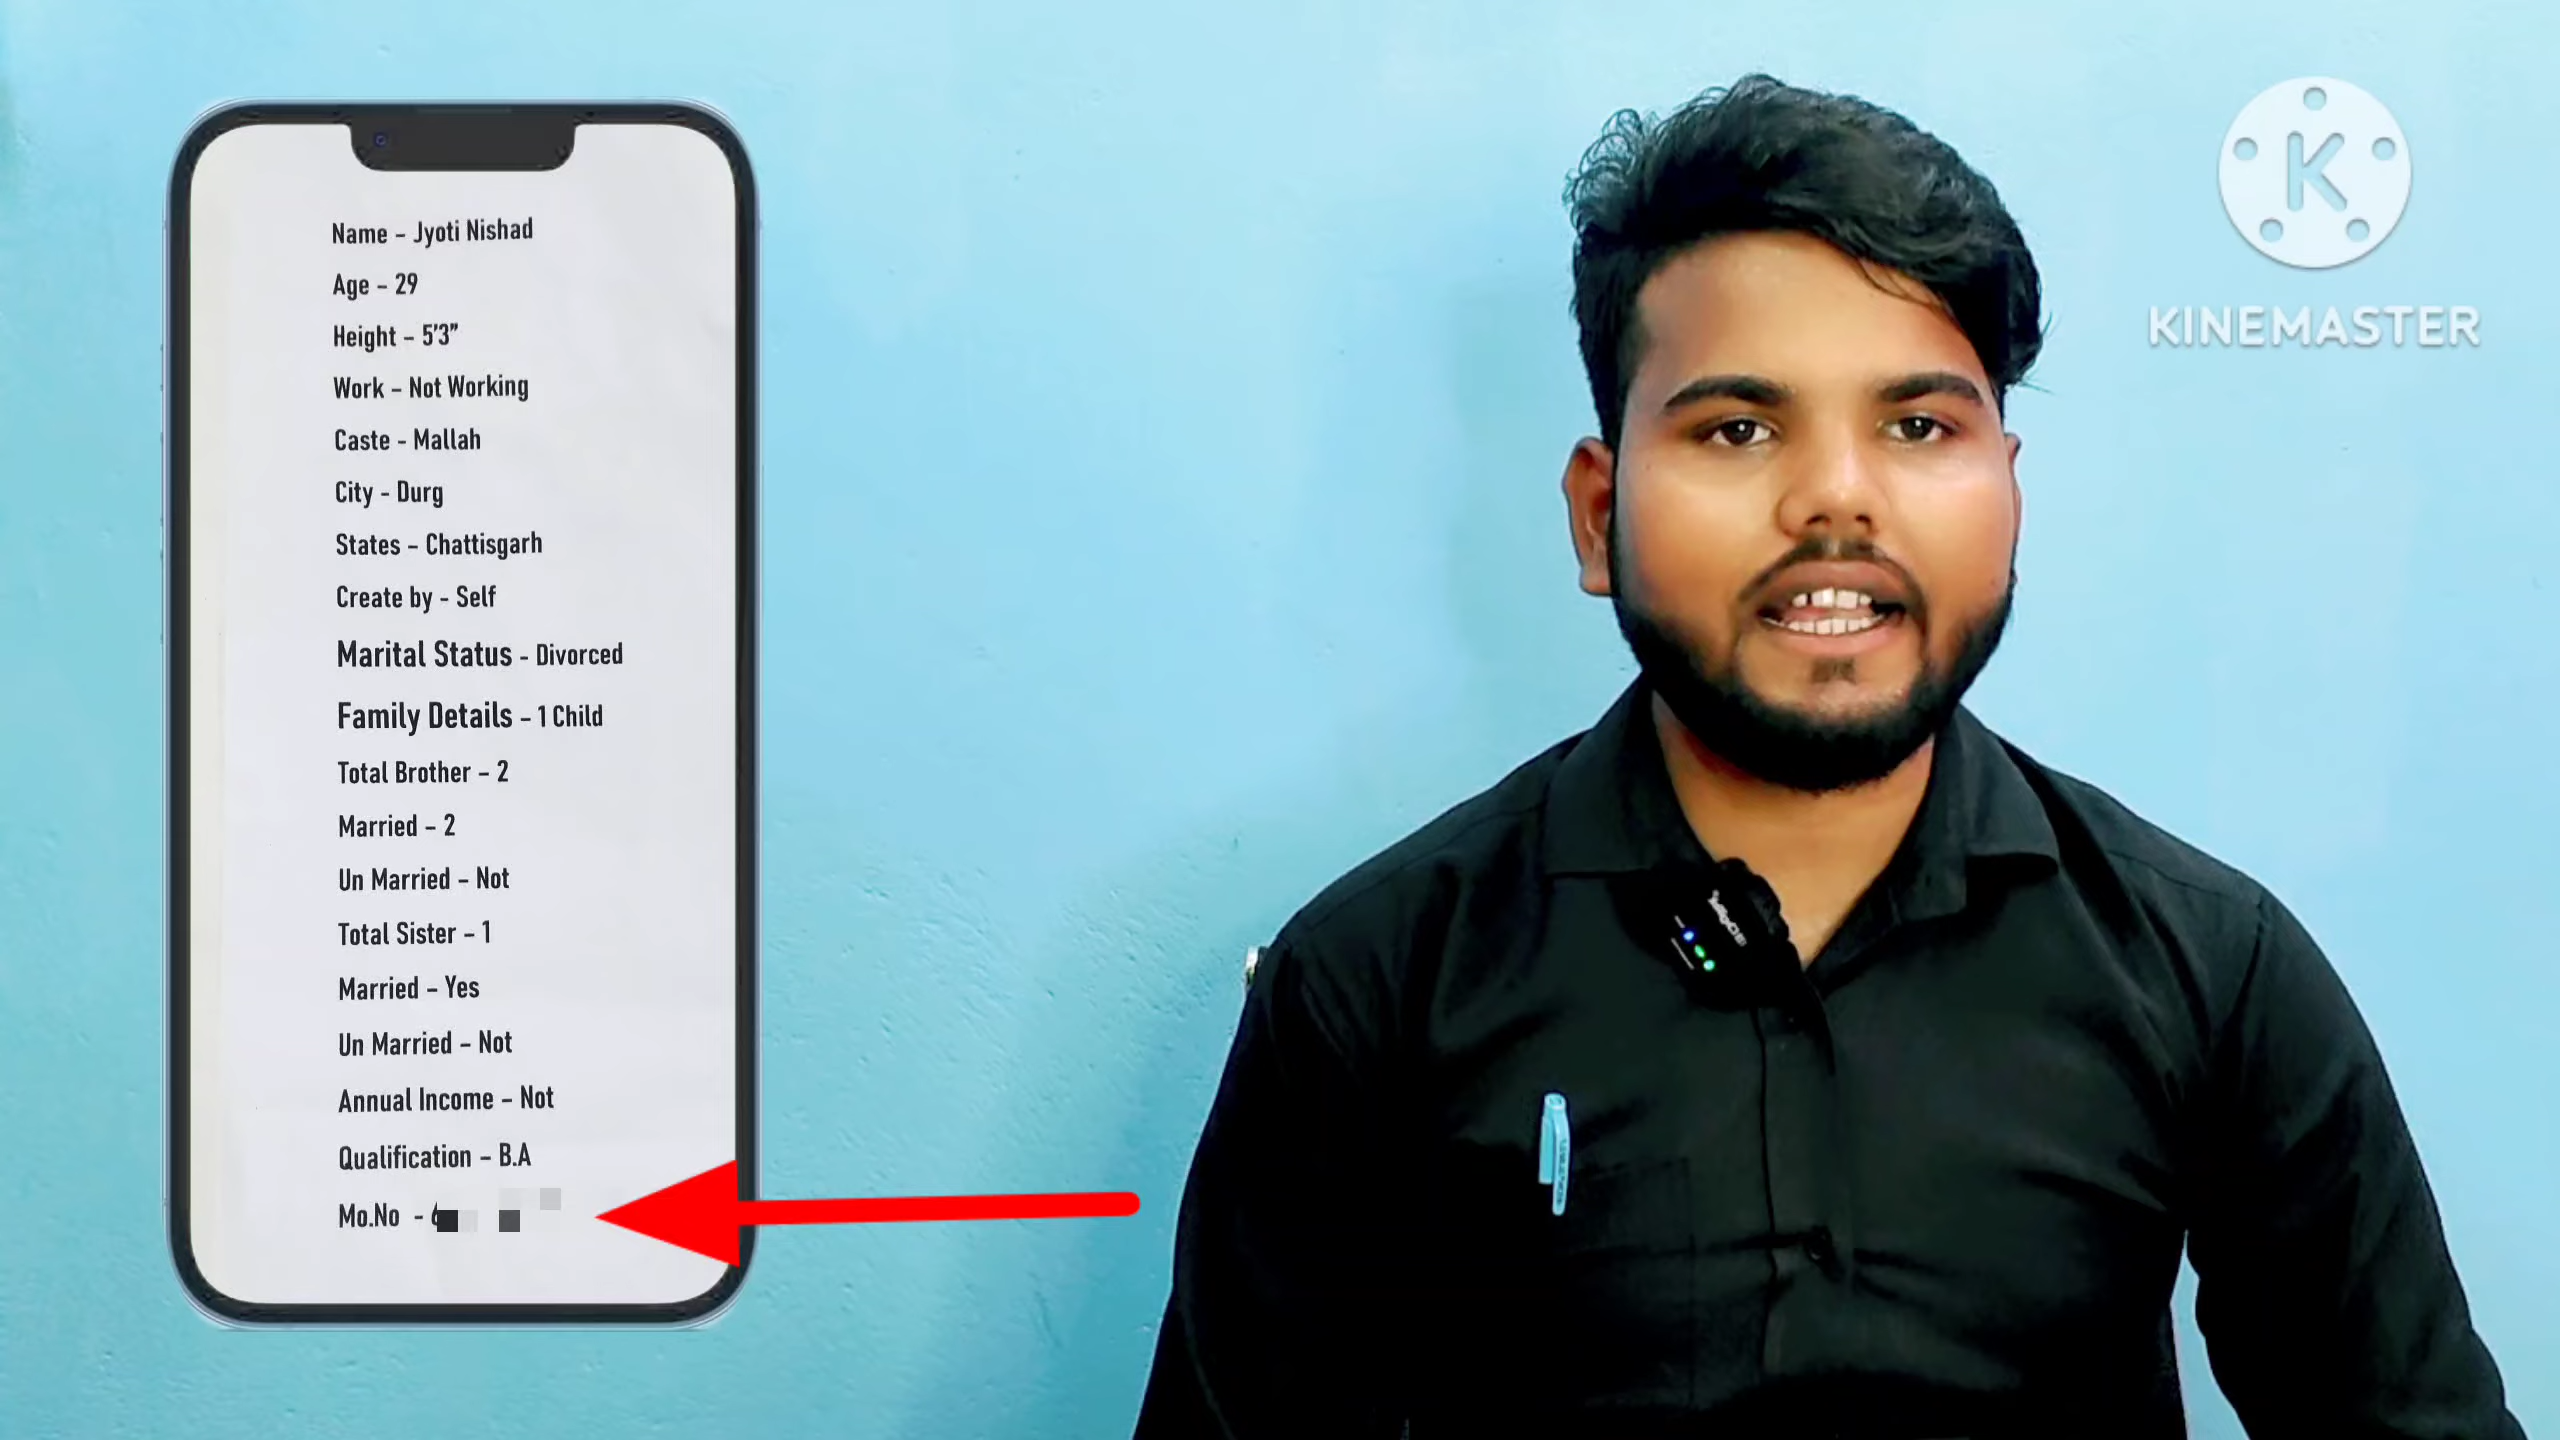 Name - Jyoti Nishad
Age - 29
Height - 5'3"
Work - Not Working
Caste - Mallah
City - Durg
States - Chattisgarh
Create by - Self
Marital Status - Divorced
Family Details - 1 Child
Total Brother - 2
Married - 2
Un Married - Not
Total Sister - 1
Married - Yes
Un Married - Not
Annual Income - Not
Qualification - B.A
Mo.No -
K
KINEMASTER